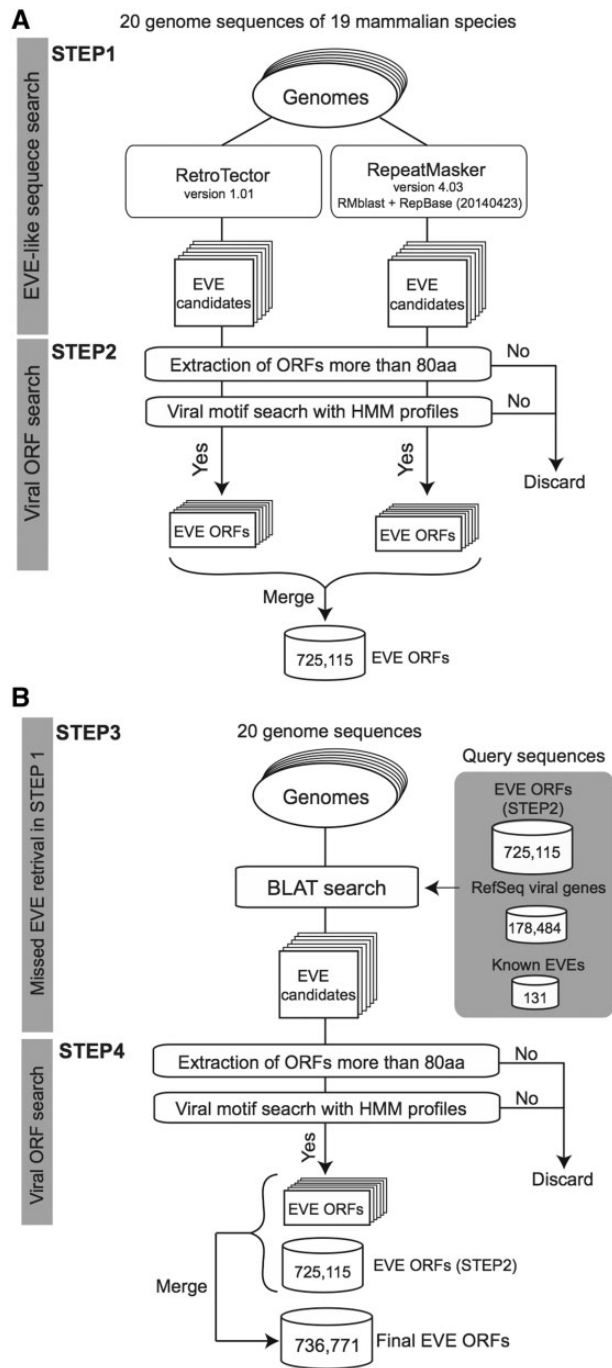 A
20 genome sequences of 19 mammalian species
STEP1
EVE-like sequece search
Genomes
RetroTector
version 1.01
RepeatMasker
version 4.03
RMblast + RepBase (20140423)
EVE
candidates
EVE
candidates
STEP2
Viral ORF search
Extraction of ORFs more than 80aa
No
Viral motif seacrh with HMM profiles
No
Yes
Yes
Discard
EVE ORFs
EVE ORFs
Merge
725,115
EVE ORFs
B
STEP3
Missed EVE retrival in STEP 1
20 genome sequences
Genomes
Query sequences
EVE ORFs
(STEP2)
725,115
BLAT search
RefSeq viral genes
178,484
Known EVEs
131
EVE
candidates
STEP4
Viral ORF search
Extraction of ORFs more than 80aa
No
Viral motif seacrh with HMM profiles
No
Yes
Discard
EVE ORFs
725,115
EVE ORFs (STEP2)
Merge
736,771
Final EVE ORFs